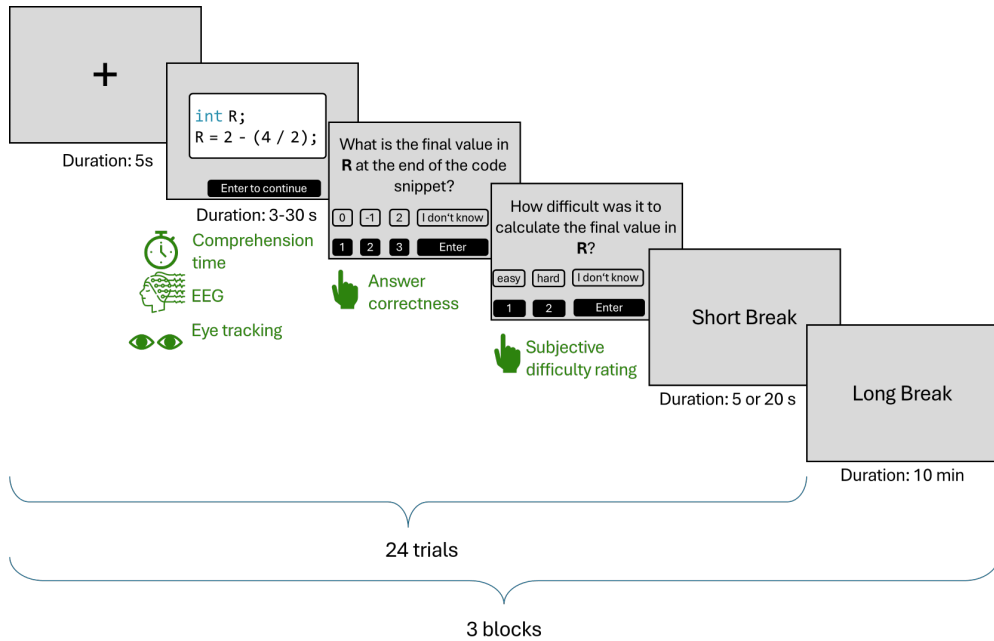 +
Duration: 5s
int R;
R = 2 - (4 / 2);
Enter to continue
Duration: 3-30 s
Comprehension
time
EEG
Eye tracking
What is the final value in
R at the end of the code
snippet?
0 -1 2 I don't know
1 2 3 Enter
Answer
correctness
How difficult was it to
calculate the final value in
R?
easy hard I don't know
1 2 Enter
Subjective
difficulty rating
Short Break
Duration: 5 or 20 s
Long Break
Duration: 10 min
24 trials
3 blocks